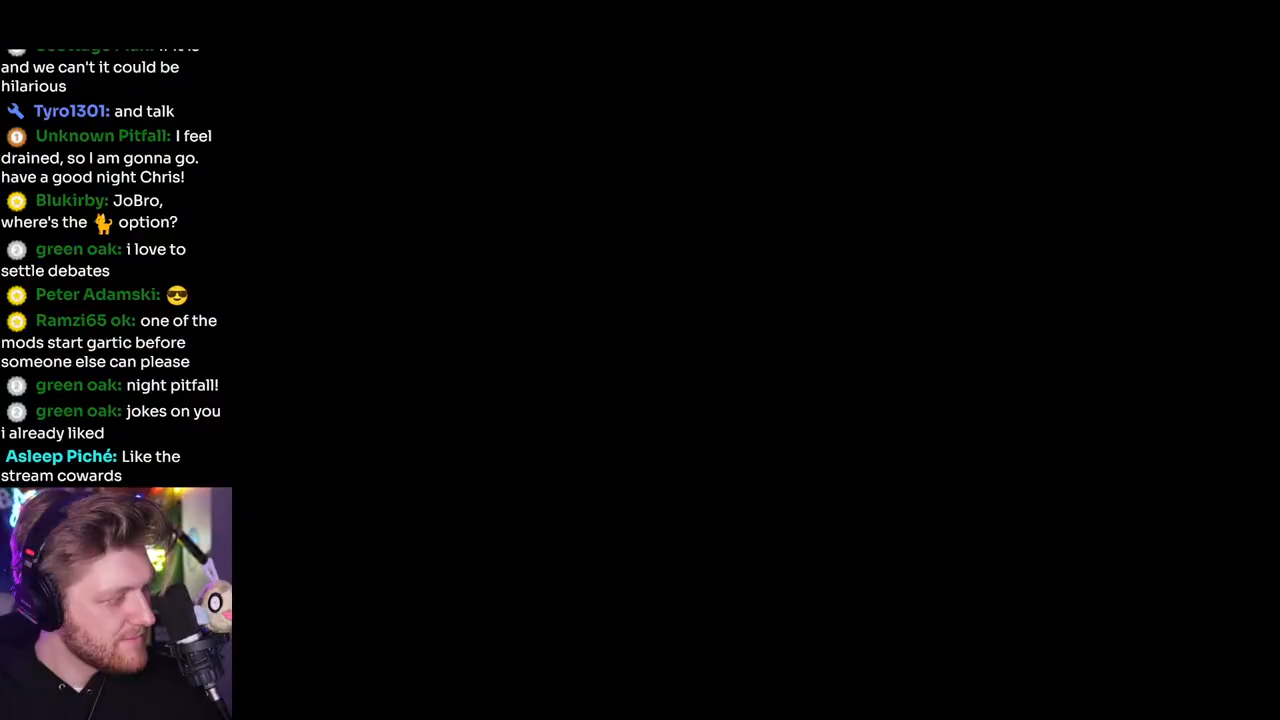 and we can't it could be
hilarious
Tyro1301: and talk
Unknown Pitfall: I feel
drained, so I am gonna go.
have a good night Chris!
Blukirby: JoBro,
where's the 🐈 option?
green oak: i love to
settle debates
Peter Adamski: 😎
Ramzi65 ok: one of the
mods start gartic before
someone else can please
green oak: night pitfall!
green oak: jokes on you
i already liked
Asleep Piché: Like the
stream cowards